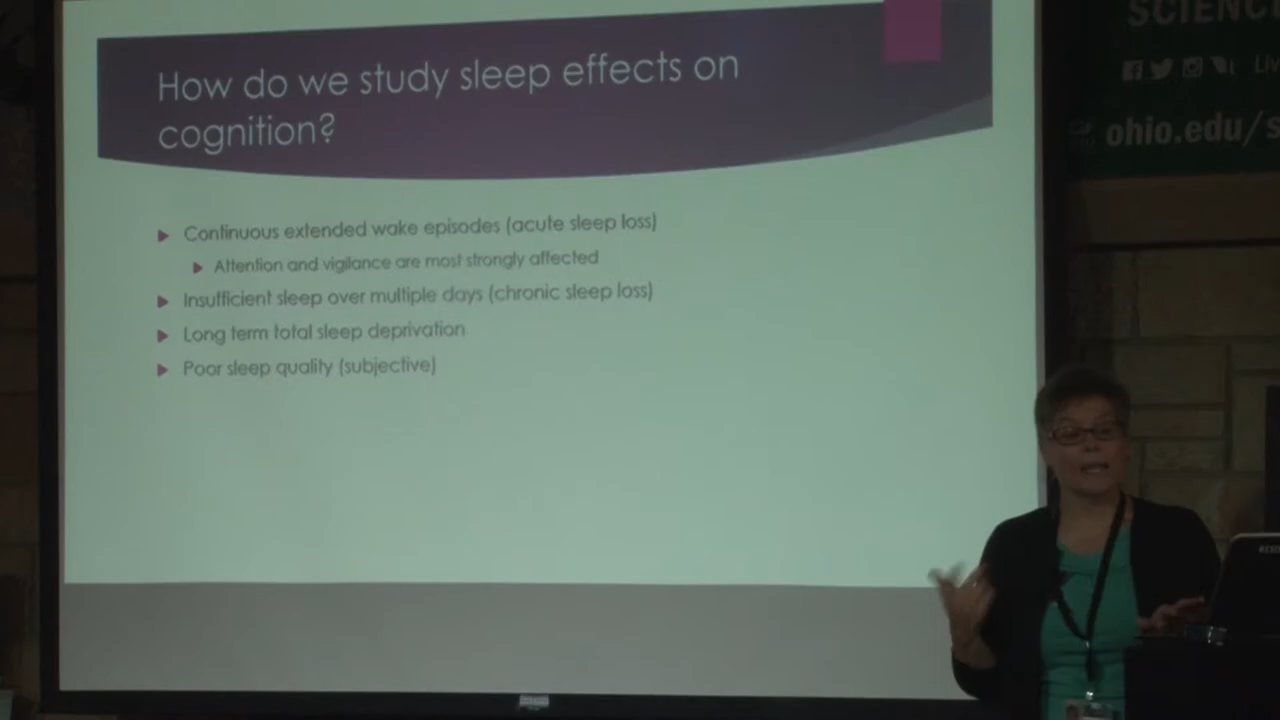 How do we study sleep effects on
cognition?
Continuous extended wake episodes (acute sleep loss)
Attention and vigilance are most strongly affected
Insufficient sleep over multiple days (chronic sleep loss)
Long term total sleep deprivation
Poor sleep quality (subjective)
ohio.edu/s